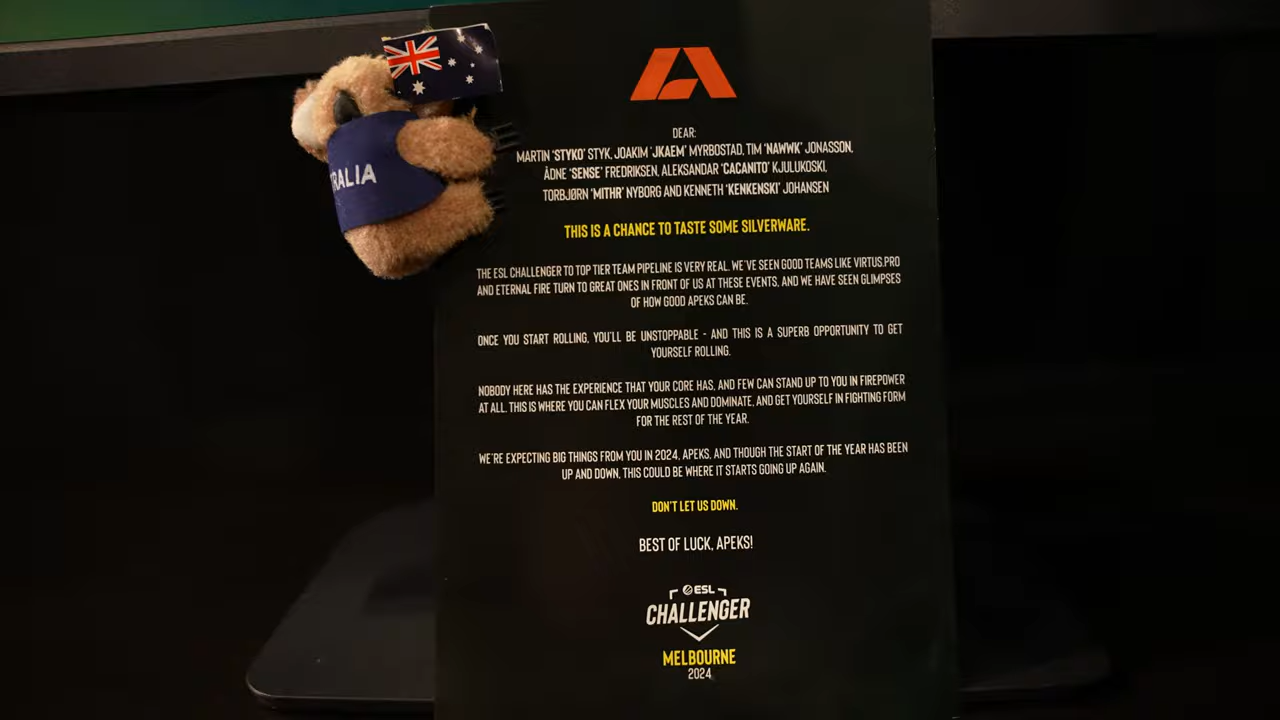 RALIA
DEAR:
MARTIN ‘STYKO’ STYK, JOAKIM ‘JKAEM’ MYRBOSTAD, TIM ‘NAWWK’ JONASSON,
ÅDNE ‘SENSE’ FREDRIKSEN, ALEKSANDAR ‘CACANITO’ KJULUKOSKI,
TORBJØRN ‘MITHR’ NYBORG AND KENNETH ‘KENKENSKI’ JOHANSEN
THIS IS A CHANCE TO TASTE SOME SILVERWARE.
THE ESL CHALLENGER TO TOP TIER TEAM PIPELINE IS VERY REAL. WE’VE SEEN GOOD TEAMS LIKE VIRTUS.PRO
AND ETERNAL FIRE TURN TO GREAT ONES IN FRONT OF US AT THESE EVENTS, AND WE HAVE SEEN GLIMPSES
OF HOW GOOD APEKS CAN BE.
ONCE YOU START ROLLING, YOU’LL BE UNSTOPPABLE - AND THIS IS A SUPERB OPPORTUNITY TO GET
YOURSELF ROLLING.
NOBODY HERE HAS THE EXPERIENCE THAT YOUR CORE HAS, AND FEW CAN STAND UP TO YOU IN FIREPOWER
AT ALL. THIS IS WHERE YOU CAN FLEX YOUR MUSCLES AND DOMINATE, AND GET YOURSELF IN FIGHTING FORM
FOR THE REST OF THE YEAR.
WE’RE EXPECTING BIG THINGS FROM YOU IN 2024, APEKS, AND THOUGH THE START OF THE YEAR HAS BEEN
UP AND DOWN, THIS COULD BE WHERE IT STARTS GOING UP AGAIN.
DON’T LET US DOWN.
BEST OF LUCK, APEKS!
ESL
CHALLENGER
MELBOURNE
2024